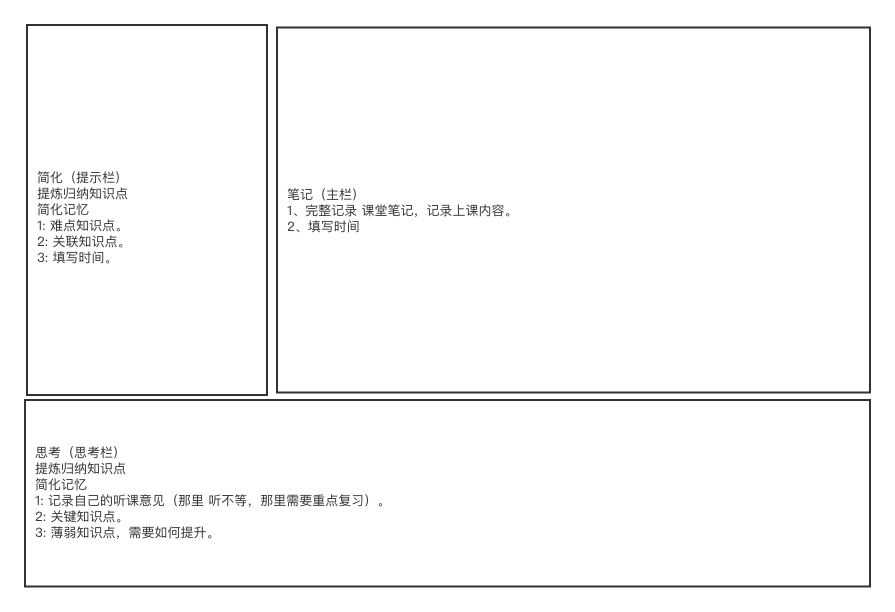 简化（提示栏）
提炼归纳知识点
简化记忆
1: 难点知识点。
2: 关联知识点。
3: 填写时间。
笔记（主栏）
1、完整记录 课堂笔记，记录上课内容。
2、填写时间
思考（思考栏）
提炼归纳知识点
简化记忆
1: 记录自己的听课意见（那里 听不等，那里需要重点复习）。
2: 关键知识点。
3: 薄弱知识点，需要如何提升。